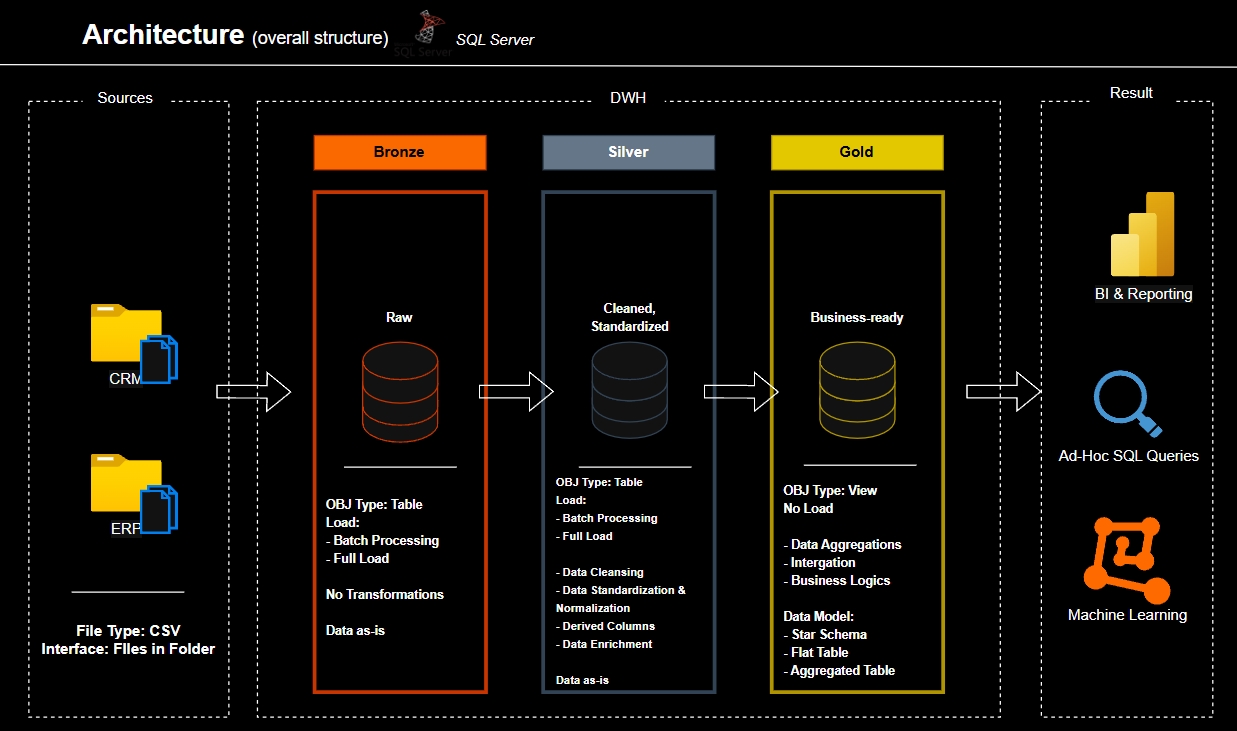 Architecture (overall structure)
SQL Server
SQL Server
Sources
DWH
Result
Bronze
Silver
Gold
CRM
ERP
File Type: CSV
Interface: FIles in Folder
Raw
OBJ Type: Table
Load:
- Batch Processing
- Full Load
No Transformations
Data as-is
Cleaned,
Standardized
OBJ Type: Table
Load:
- Batch Processing
- Full Load
- Data Cleansing
- Data Standardization &
Normalization
- Derived Columns
- Data Enrichment
Data as-is
Business-ready
OBJ Type: View
No Load
- Data Aggregations
- Intergation
- Business Logics
Data Model:
- Star Schema
- Flat Table
- Aggregated Table
BI & Reporting
Ad-Hoc SQL Queries
Machine Learning